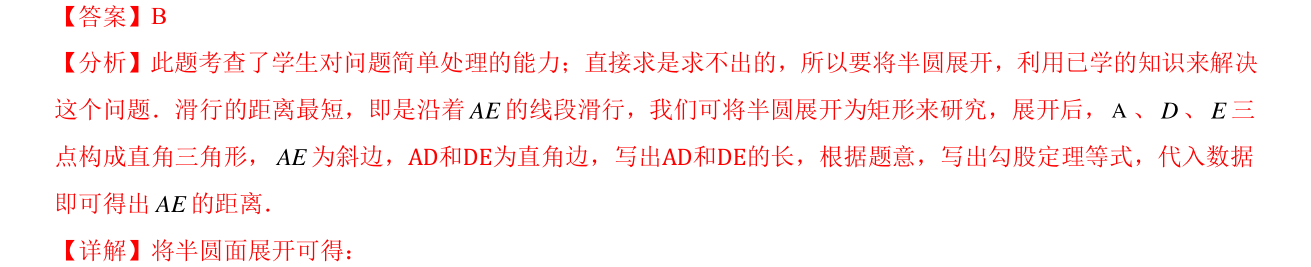 【答案】B
【分析】此题考查了学生对问题简单处理的能力；直接求是求不出的，所以要将半圆展开，利用已学的知识来解决
这个问题．滑行的距离最短，即是沿着AE的线段滑行，我们可将半圆展开为矩形来研究，展开后，A、D、E三
点构成直角三角形，AE为斜边，AD和DE为直角边，写出AD和DE的长，根据题意，写出勾股定理等式，代入数据
即可得出AE的距离．
【详解】将半圆面展开可得：